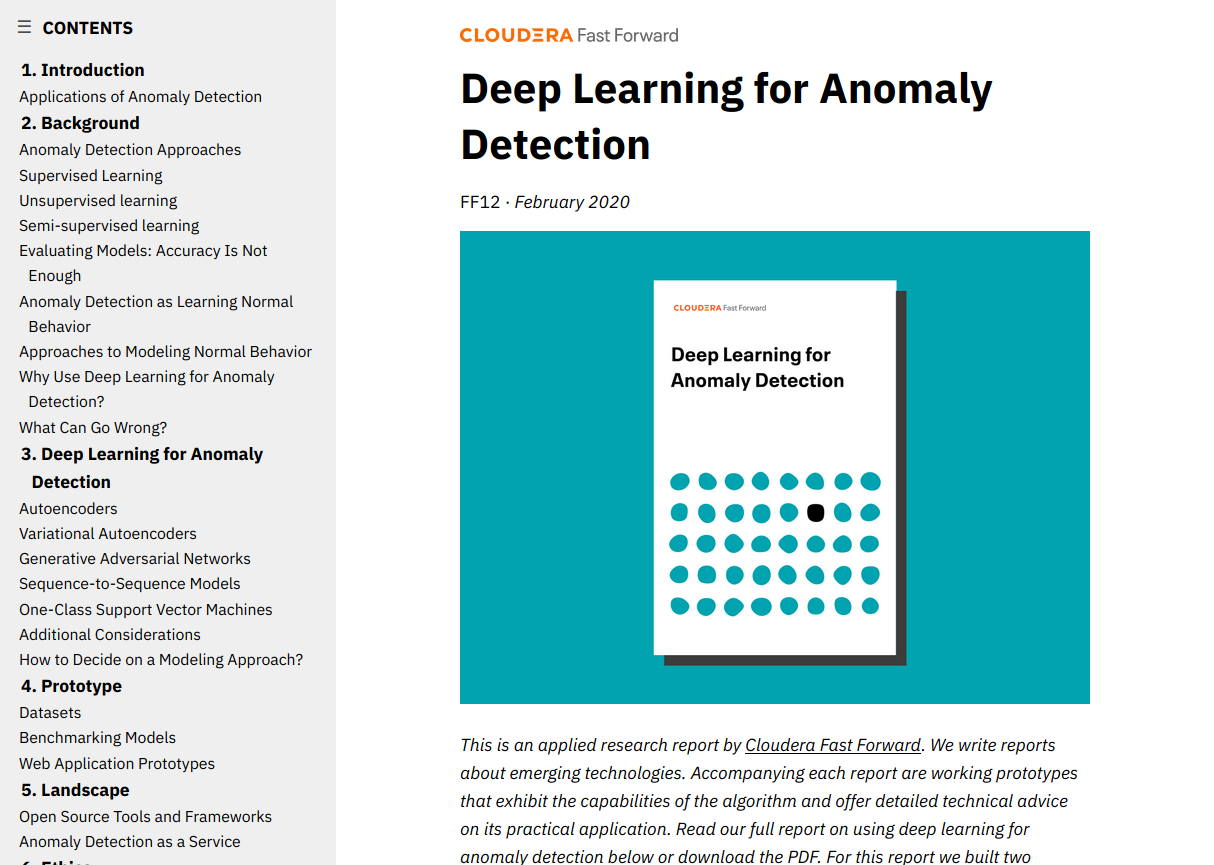 ☰ CONTENTS
1. Introduction
Applications of Anomaly Detection
2. Background
Anomaly Detection Approaches
Supervised Learning
Unsupervised learning
Semi-supervised learning
Evaluating Models: Accuracy Is Not
Enough
Anomaly Detection as Learning Normal
Behavior
Approaches to Modeling Normal Behavior
Why Use Deep Learning for Anomaly
Detection?
What Can Go Wrong?
3. Deep Learning for Anomaly
Detection
Autoencoders
Variational Autoencoders
Generative Adversarial Networks
Sequence-to-Sequence Models
One-Class Support Vector Machines
Additional Considerations
How to Decide on a Modeling Approach?
4. Prototype
Datasets
Benchmarking Models
Web Application Prototypes
5. Landscape
Open Source Tools and Frameworks
Anomaly Detection as a Service
6. Ethics
CLOUDERA Fast Forward
Deep Learning for Anomaly
Detection
FF12 · February 2020
CLOUDERA Fast Forward
Deep Learning for
Anomaly Detection
This is an applied research report by Cloudera Fast Forward. We write reports
about emerging technologies. Accompanying each report are working prototypes
that exhibit the capabilities of the algorithm and offer detailed technical advice
on its practical application. Read our full report on using deep learning for
anomaly detection below or download the PDF. For this report we built two